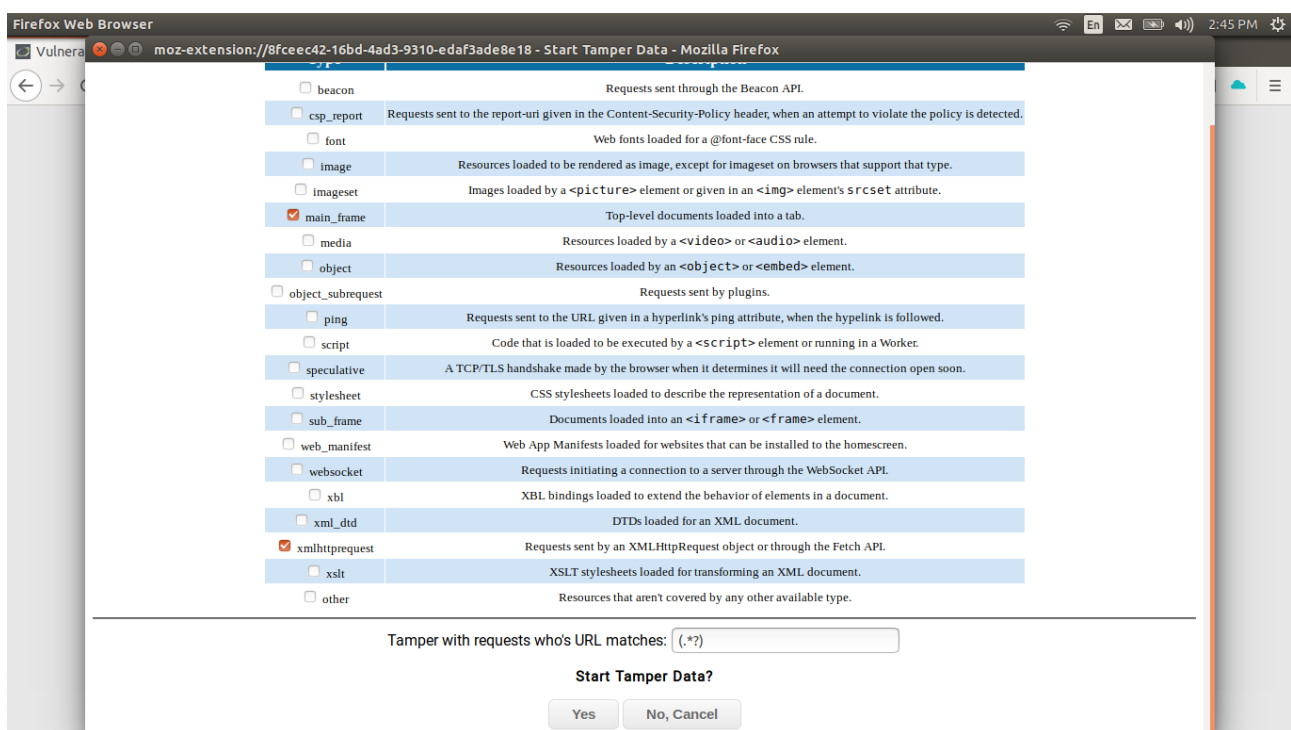 Firefox Web Browser
En
2:45 PM
Vulnera
moz-extension://8fceec42-16bd-4ad3-9310-edaf3ade8e18 - Start Tamper Data - Mozilla Firefox
Type Description
beacon Requests sent through the Beacon API.
csp_report Requests sent to the report-uri given in the Content-Security-Policy header, when an attempt to violate the policy is detected.
font Web fonts loaded for a @font-face CSS rule.
image Resources loaded to be rendered as image, except for imageset on browsers that support that type.
imageset Images loaded by a <picture> element or given in an <img> element's srcset attribute.
main_frame Top-level documents loaded into a tab.
media Resources loaded by a <video> or <audio> element.
object Resources loaded by an <object> or <embed> element.
object_subrequest Requests sent by plugins.
ping Requests sent to the URL given in a hyperlink's ping attribute, when the hypelink is followed.
script Code that is loaded to be executed by a <script> element or running in a Worker.
speculative A TCP/TLS handshake made by the browser when it determines it will need the connection open soon.
stylesheet CSS stylesheets loaded to describe the representation of a document.
sub_frame Documents loaded into an <iframe> or <frame> element.
web_manifest Web App Manifests loaded for websites that can be installed to the homescreen.
websocket Requests initiating a connection to a server through the WebSocket API.
xbl XBL bindings loaded to extend the behavior of elements in a document.
xml_dtd DTDs loaded for an XML document.
xmlhttprequest Requests sent by an XMLHttpRequest object or through the Fetch API.
xslt XSLT stylesheets loaded for transforming an XML document.
other Resources that aren't covered by any other available type.
Tamper with requests who's URL matches: (.*?)
Start Tamper Data?
Yes No, Cancel